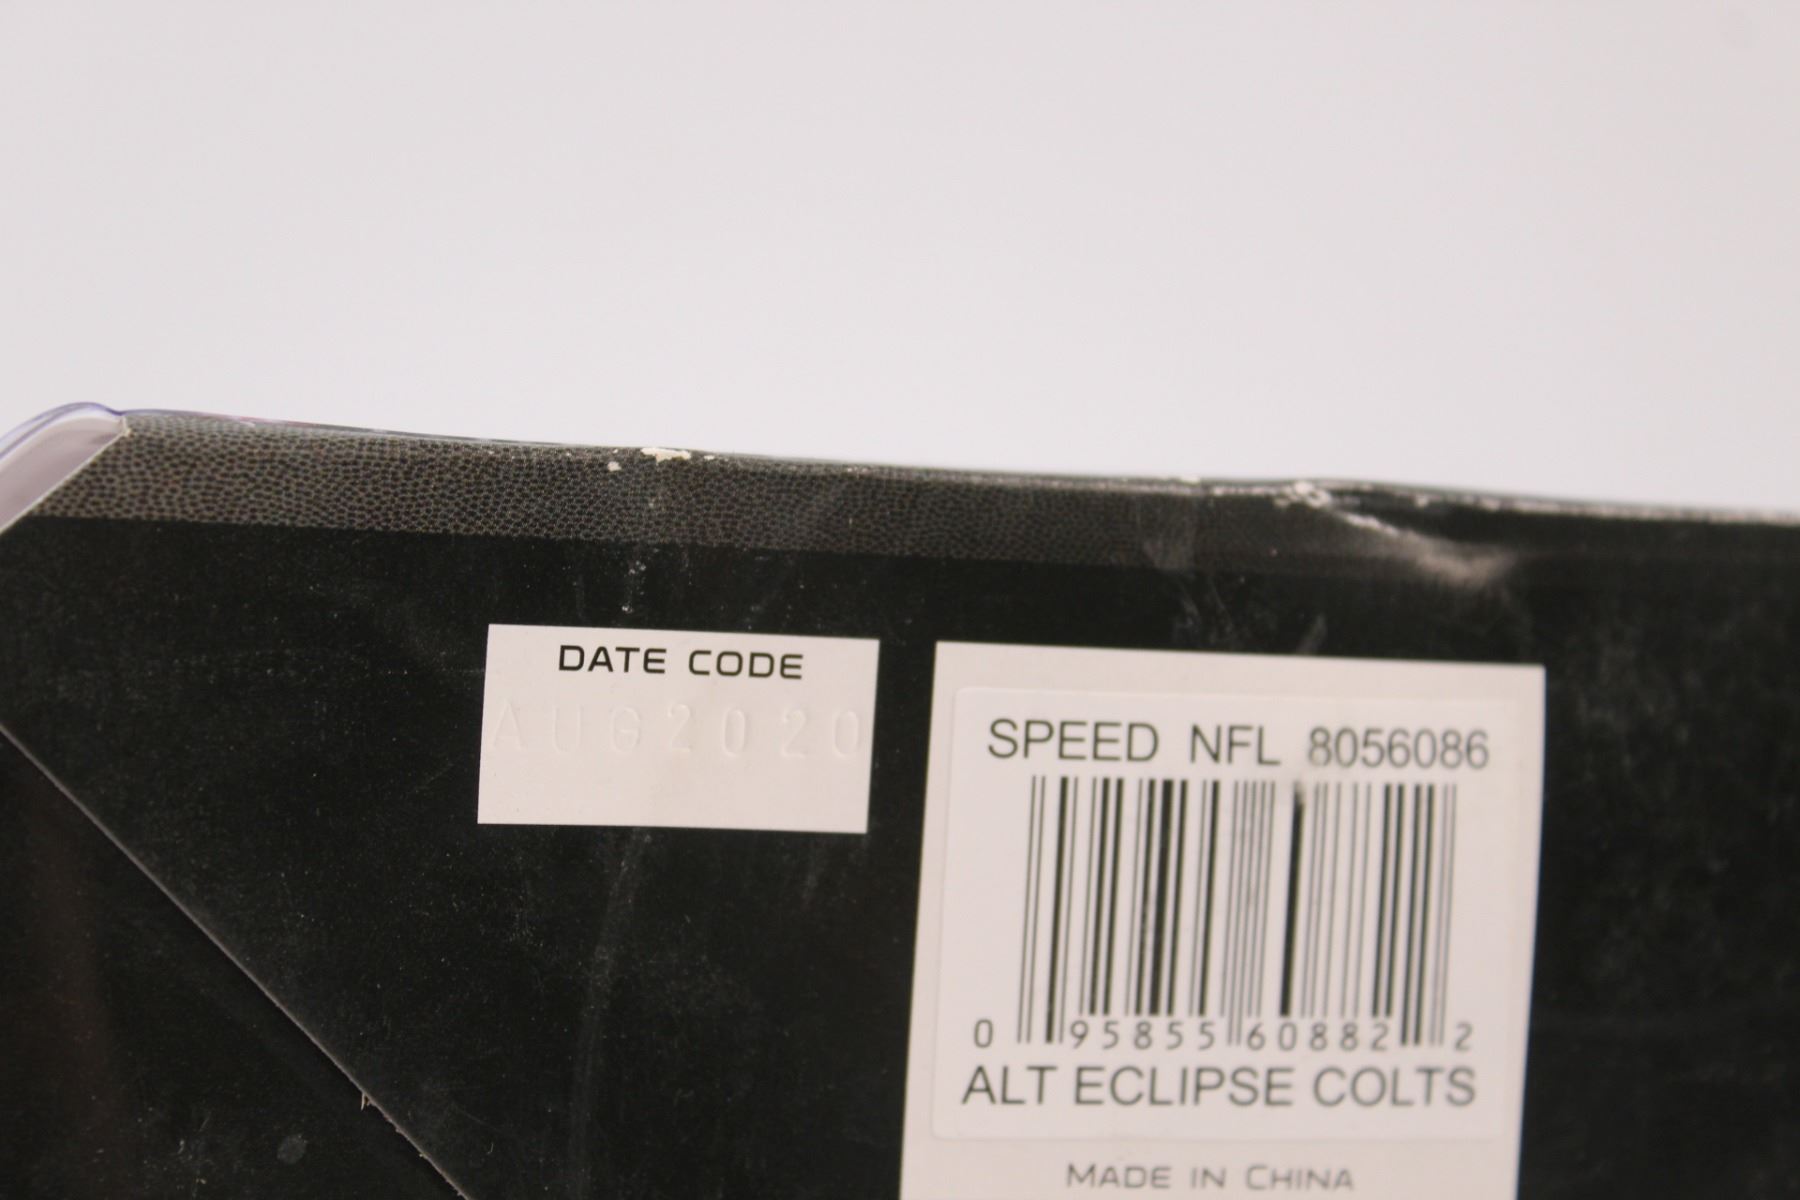 DATE CODE
AUG2020
SPEED NFL 8056086
0 95855 60882 2
ALT ECLIPSE COLTS
MADE IN CHINA